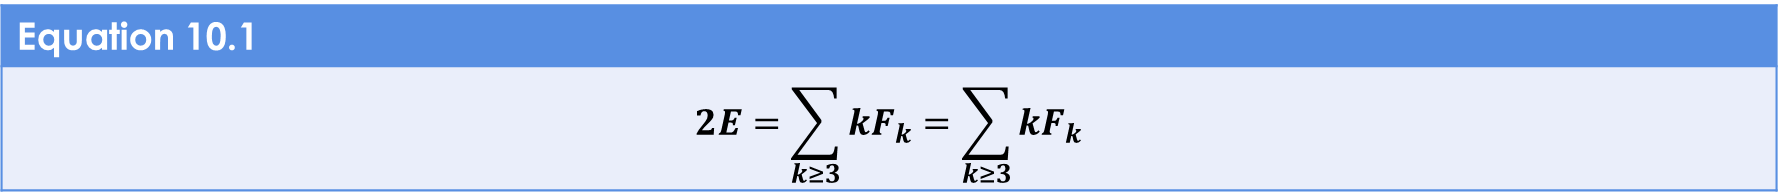 Equation 10.1
2E = ∑_{k≥3} kF_k = ∑_{k≥3} kF_k